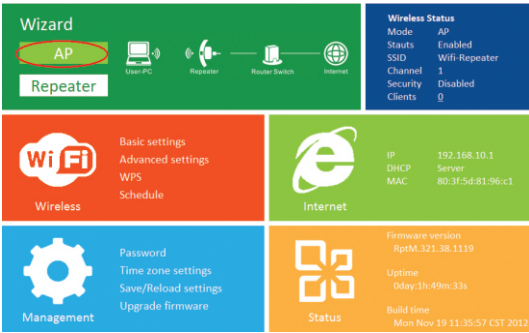 Wizard
AP
Repeater
User-PC
Repeater
Router Switch
Internet
Wireless Status
Mode AP
Stauts Enabled
SSID Wifi-Repeater
Channel 1
Security Disabled
Clients 0
WiFi
Wireless
Basic settings
Advanced settings
WPS
Schedule
Internet
IP 192.168.10.1
DHCP Server
MAC 80:3f:5d:81:96:c1
Management
Password
Time zone settings
Save/Reload settings
Upgrade firmware
Status
Firmware version
RptM.321.38.1119
Uptime
0day:1h:49m:33s
Build time
Mon Nov 19 11:35:57 CST 2012